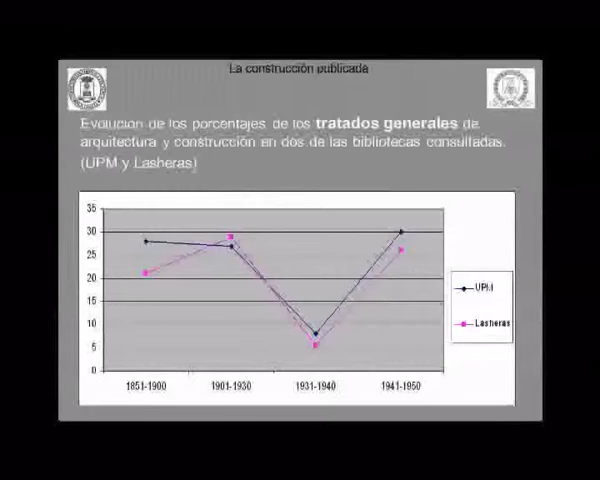 La construcción publicada
Evolución de los porcentajes de los tratados generales de
arquitectura y construcción en dos de las bibliotecas consultadas.
(UPM y Lasheras)
35
30
25
20
15
10
5
0
1851-1900 1901-1930 1931-1940 1941-1950
UPM
Lasheras